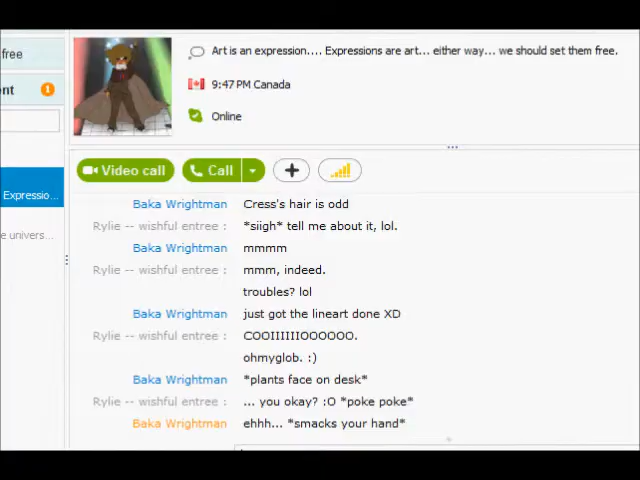 free
Art is an expression.... Expressions are art... either way... we should set them free.
ent
9:47 PM Canada
Online
Video call
Call
Expressio...
e univers...
Baka Wrightman Cress's hair is odd
Rylie -- wishful entree : *siigh* tell me about it, lol.
Baka Wrightman mmmm
Rylie -- wishful entree : mmm, indeed.
troubles? lol
Baka Wrightman just got the lineart done XD
Rylie -- wishful entree : COOIIIIIIOOOOOO.
ohmyglob. :)
Baka Wrightman *plants face on desk*
Rylie -- wishful entree : ... you okay? :O *poke poke*
Baka Wrightman ehhh... *smacks your hand*